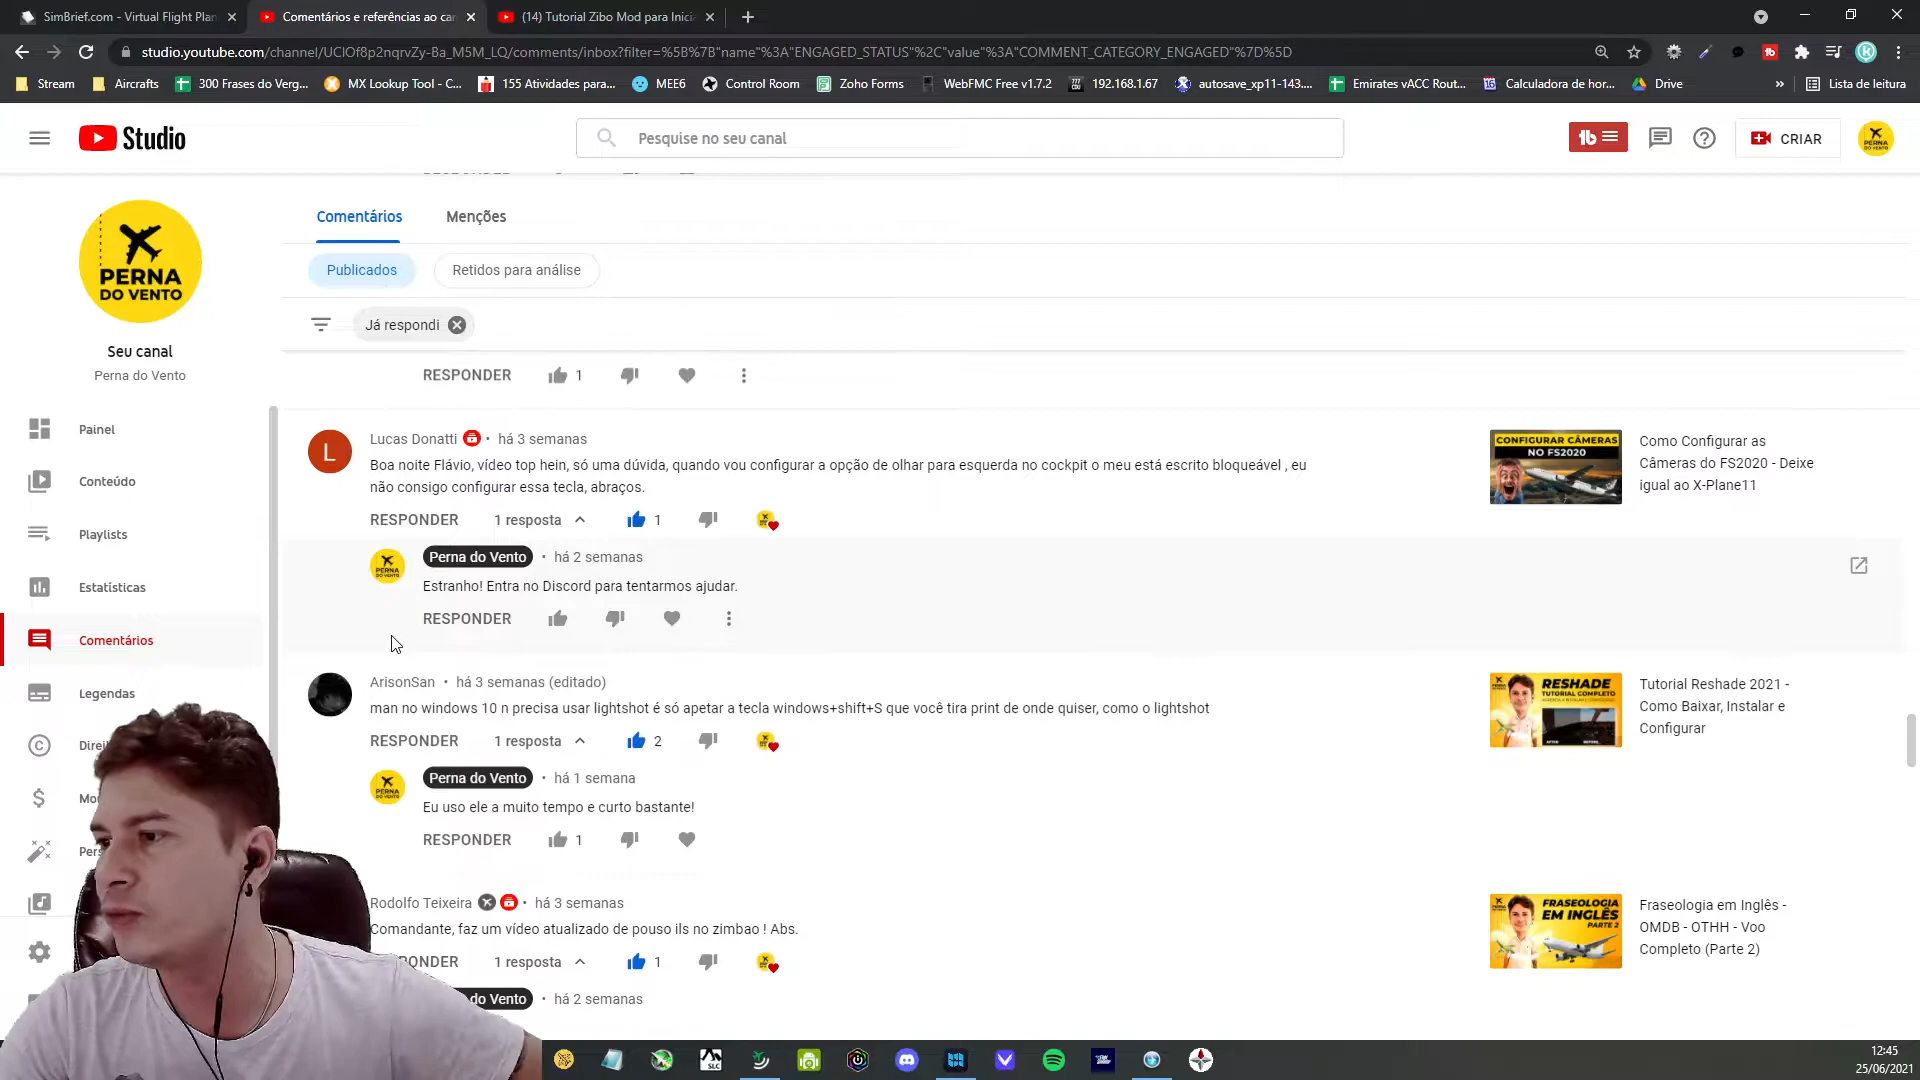 SimBrief.com - Virtual Flight Plan
Comentários e referências ao can
(14) Tutorial Zibo Mod para Inicia
studio.youtube.com/channel/UClOf8p2nqrvZy-Ba_M5M_LQ/comments/inbox?filter=%5B%7B"name"%3A"ENGAGED_STATUS"%2C"value"%3A"COMMENT_CATEGORY_ENGAGED"%7D%5D
Stream
Aircrafts
300 Frases do Verg...
MX Lookup Tool - C...
155 Atividades para...
MEE6
Control Room
Zoho Forms
WebFMC Free v1.7.2
192.168.1.67
autosave_xp11-143....
Emirates vACC Rout...
Calculadora de hor...
Drive
»
Lista de leitura
Studio
Pesquise no seu canal
CRIAR
PERNA
DO VENTO
Seu canal
Perna do Vento
Painel
Conteúdo
Playlists
Estatísticas
Comentários
Legendas
Comentários
Menções
Publicados
Retidos para análise
Já respondi
RESPONDER 1
Lucas Donatti • há 3 semanas
Boa noite Flávio, vídeo top hein, só uma dúvida, quando vou configurar a opção de olhar para esquerda no cockpit o meu está escrito bloqueável , eu
não consigo configurar essa tecla, abraços.
RESPONDER 1 resposta 1
CONFIGURAR CÂMERAS
NO FS2020
Como Configurar as
Câmeras do FS2020 - Deixe
igual ao X-Plane11
Perna do Vento • há 2 semanas
Estranho! Entra no Discord para tentarmos ajudar.
RESPONDER
ArisonSan • há 3 semanas (editado)
man no windows 10 n precisa usar lightshot é só apetar a tecla windows+shift+S que você tira print de onde quiser, como o lightshot
RESPONDER 1 resposta 2
RESHADE
TUTORIAL COMPLETO
Tutorial Reshade 2021 -
Como Baixar, Instalar e
Configurar
Perna do Vento • há 1 semana
Eu uso ele a muito tempo e curto bastante!
RESPONDER 1
Rodolfo Teixeira • há 3 semanas
Comandante, faz um vídeo atualizado de pouso ils no zimbao ! Abs.
PONDER 1 resposta 1
FRASEOLOGIA
EM INGLÊS
PARTE 2
Fraseologia em Inglês -
OMDB - OTHH - Voo
Completo (Parte 2)
do Vento • há 2 semanas
SLC
12:45
25/06/2021